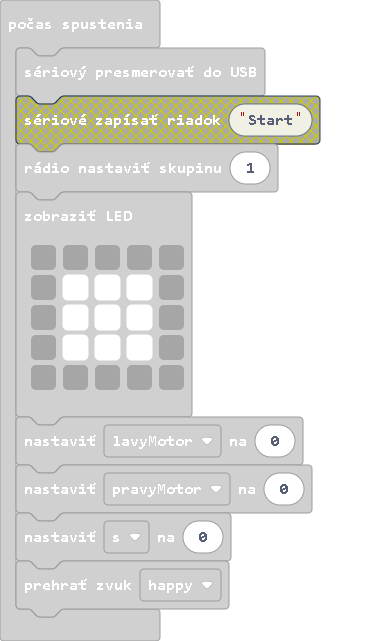 počas spustenia
sériový presmerovať do USB
sériové zapísať riadok "Start"
rádio nastaviť skupinu 1
zobraziť LED
nastaviť lavyMotor na 0
nastaviť pravyMotor na 0
nastaviť s na 0
prehrať zvuk happy